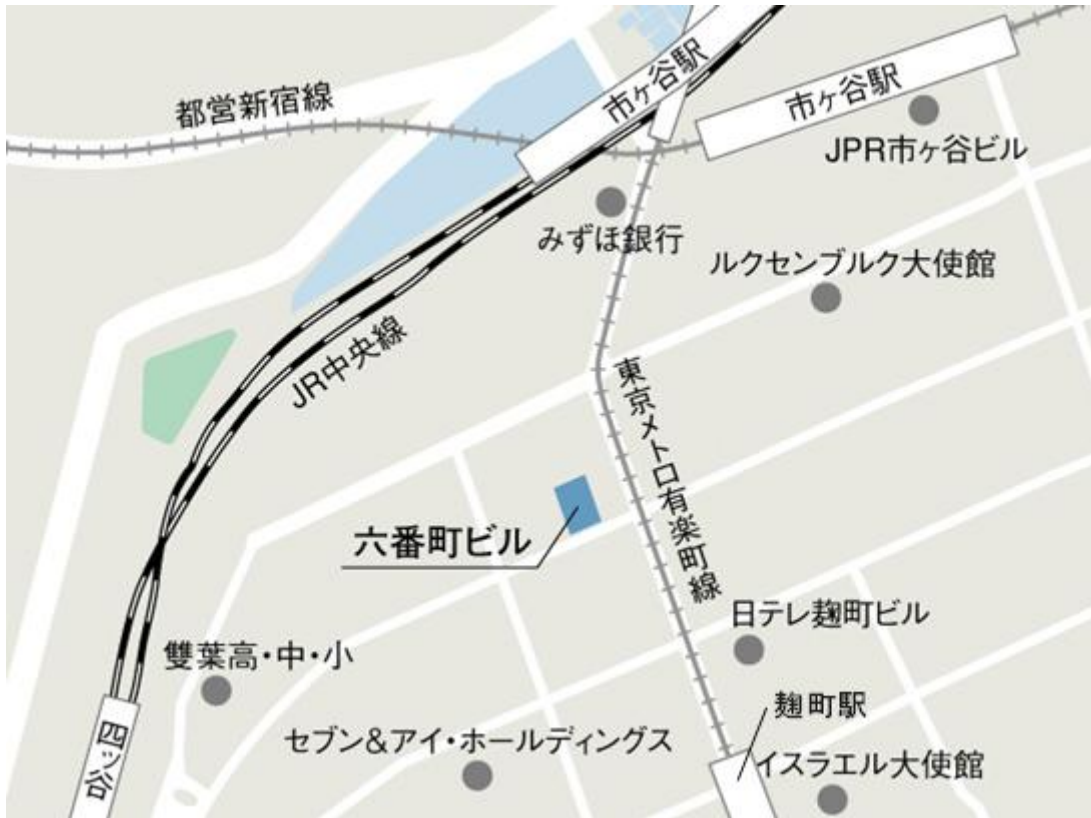 都営新宿線
市ヶ谷駅
市ヶ谷駅
JPR市ヶ谷ビル
みずほ銀行
ルクセンブルク大使館
JR中央線
東京メトロ有楽町線
六番町ビル
日テレ麹町ビル
雙葉高・中・小
麹町駅
四ッ谷
セブン&アイ・ホールディングス
イスラエル大使館